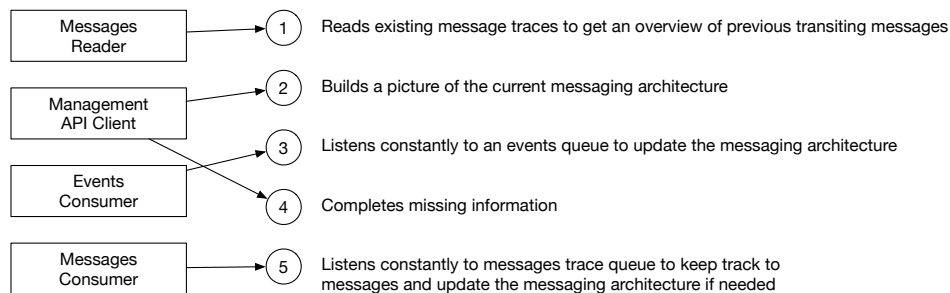 Messages
Reader
1
Reads existing message traces to get an overview of previous transiting messages
Management
API Client
2
Builds a picture of the current messaging architecture
3
Listens constantly to an events queue to update the messaging architecture
Events
Consumer
4
Completes missing information
Messages
Consumer
5
Listens constantly to messages trace queue to keep track to
messages and update the messaging architecture if needed